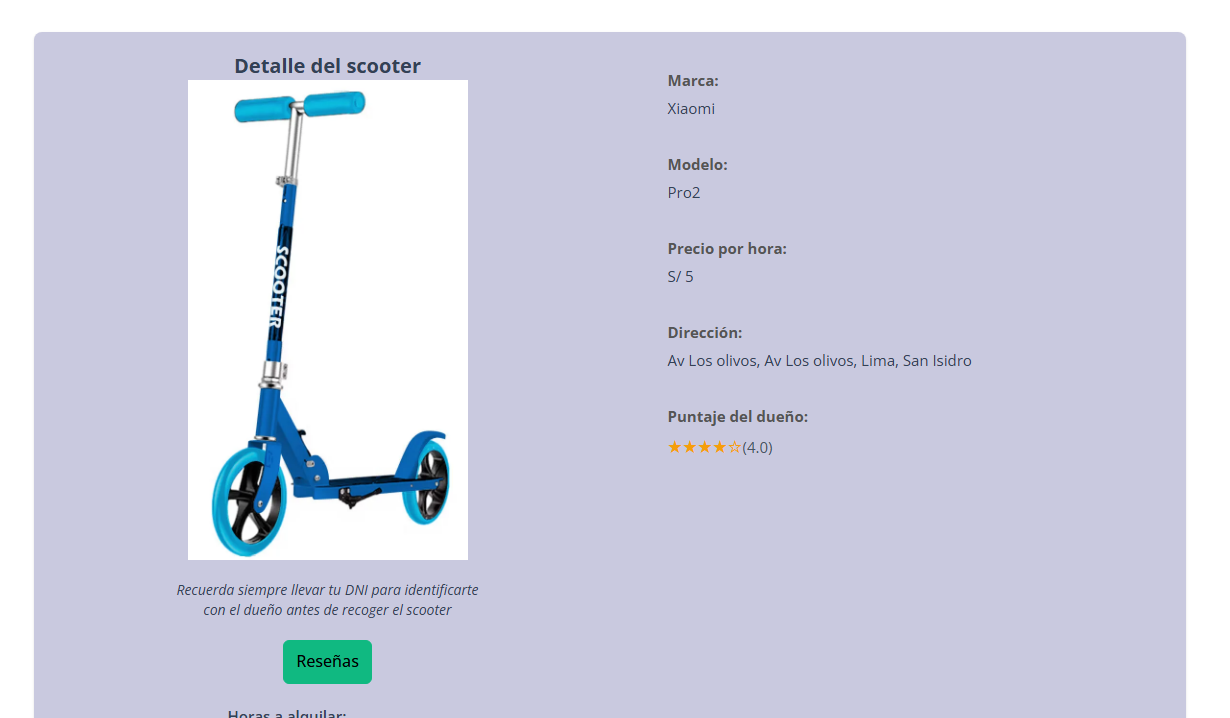 Detalle del scooter
SCOOTER
Recuerda siempre llevar tu DNI para identificarte
con el dueño antes de recoger el scooter
Reseñas
Horas a alquilar:
Marca:
Xiaomi
Modelo:
Pro2
Precio por hora:
S/ 5
Dirección:
Av Los olivos, Av Los olivos, Lima, San Isidro
Puntaje del dueño:
★★★★☆(4.0)